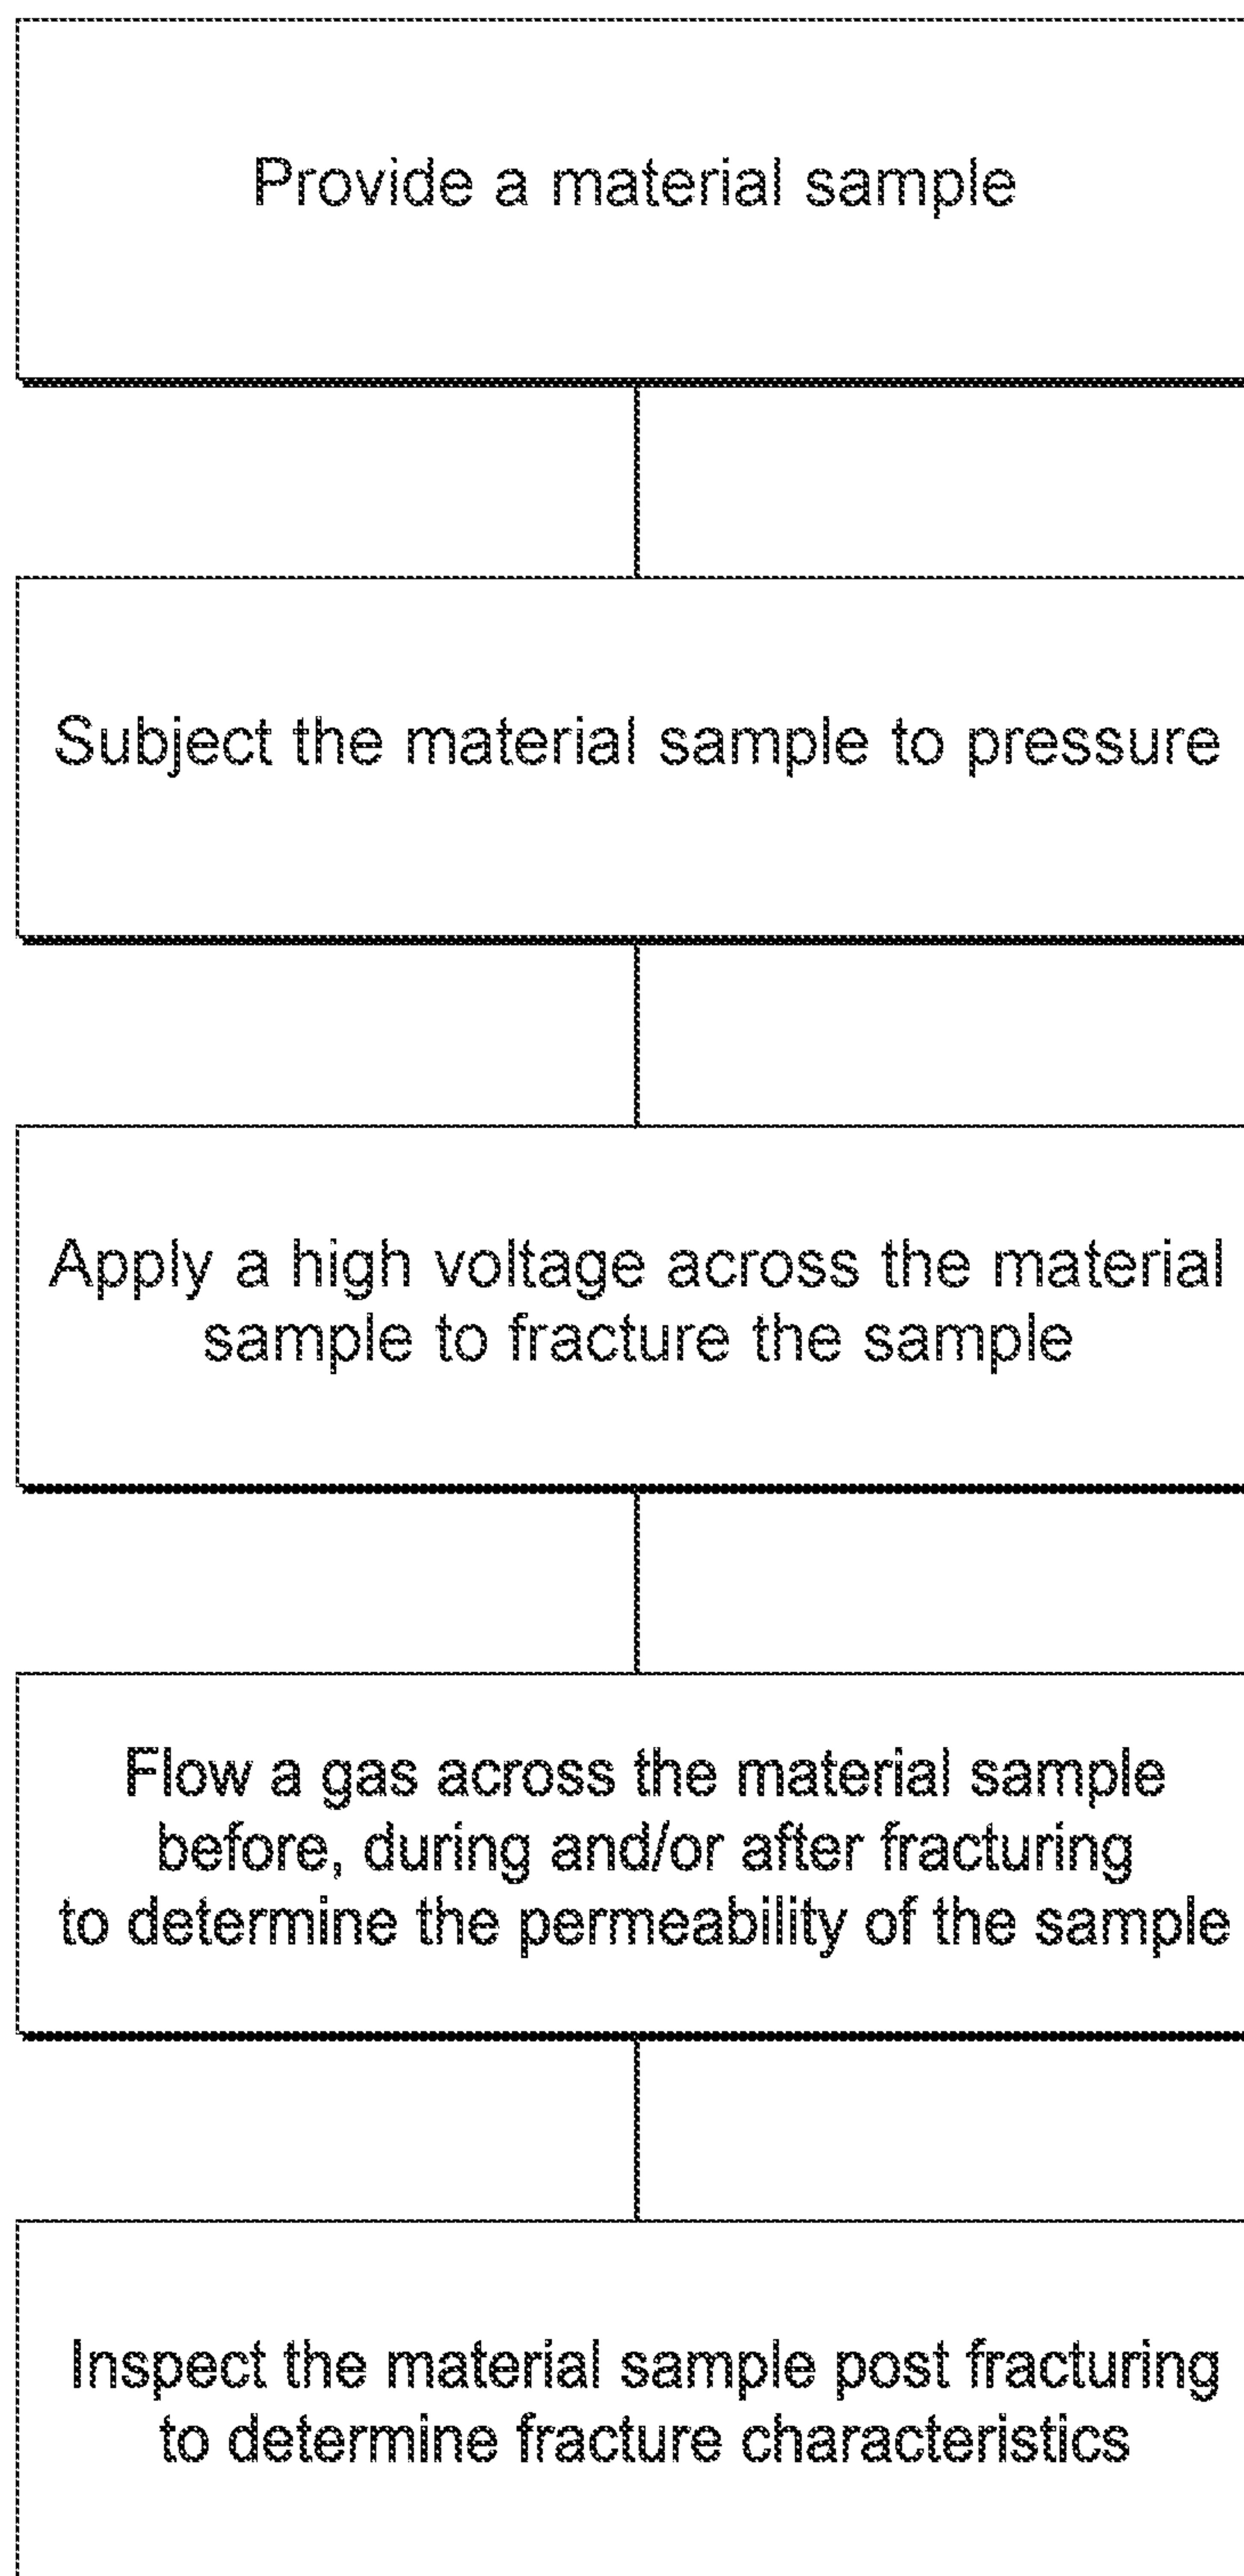 Provide a material sample
Subject the material sample to pressure
Apply a high voltage across the material
sample to fracture the sample
Flow a gas across the material sample
before, during and/or after fracturing
to determine the permeability of the sample
Inspect the material sample post fracturing
to determine fracture characteristics